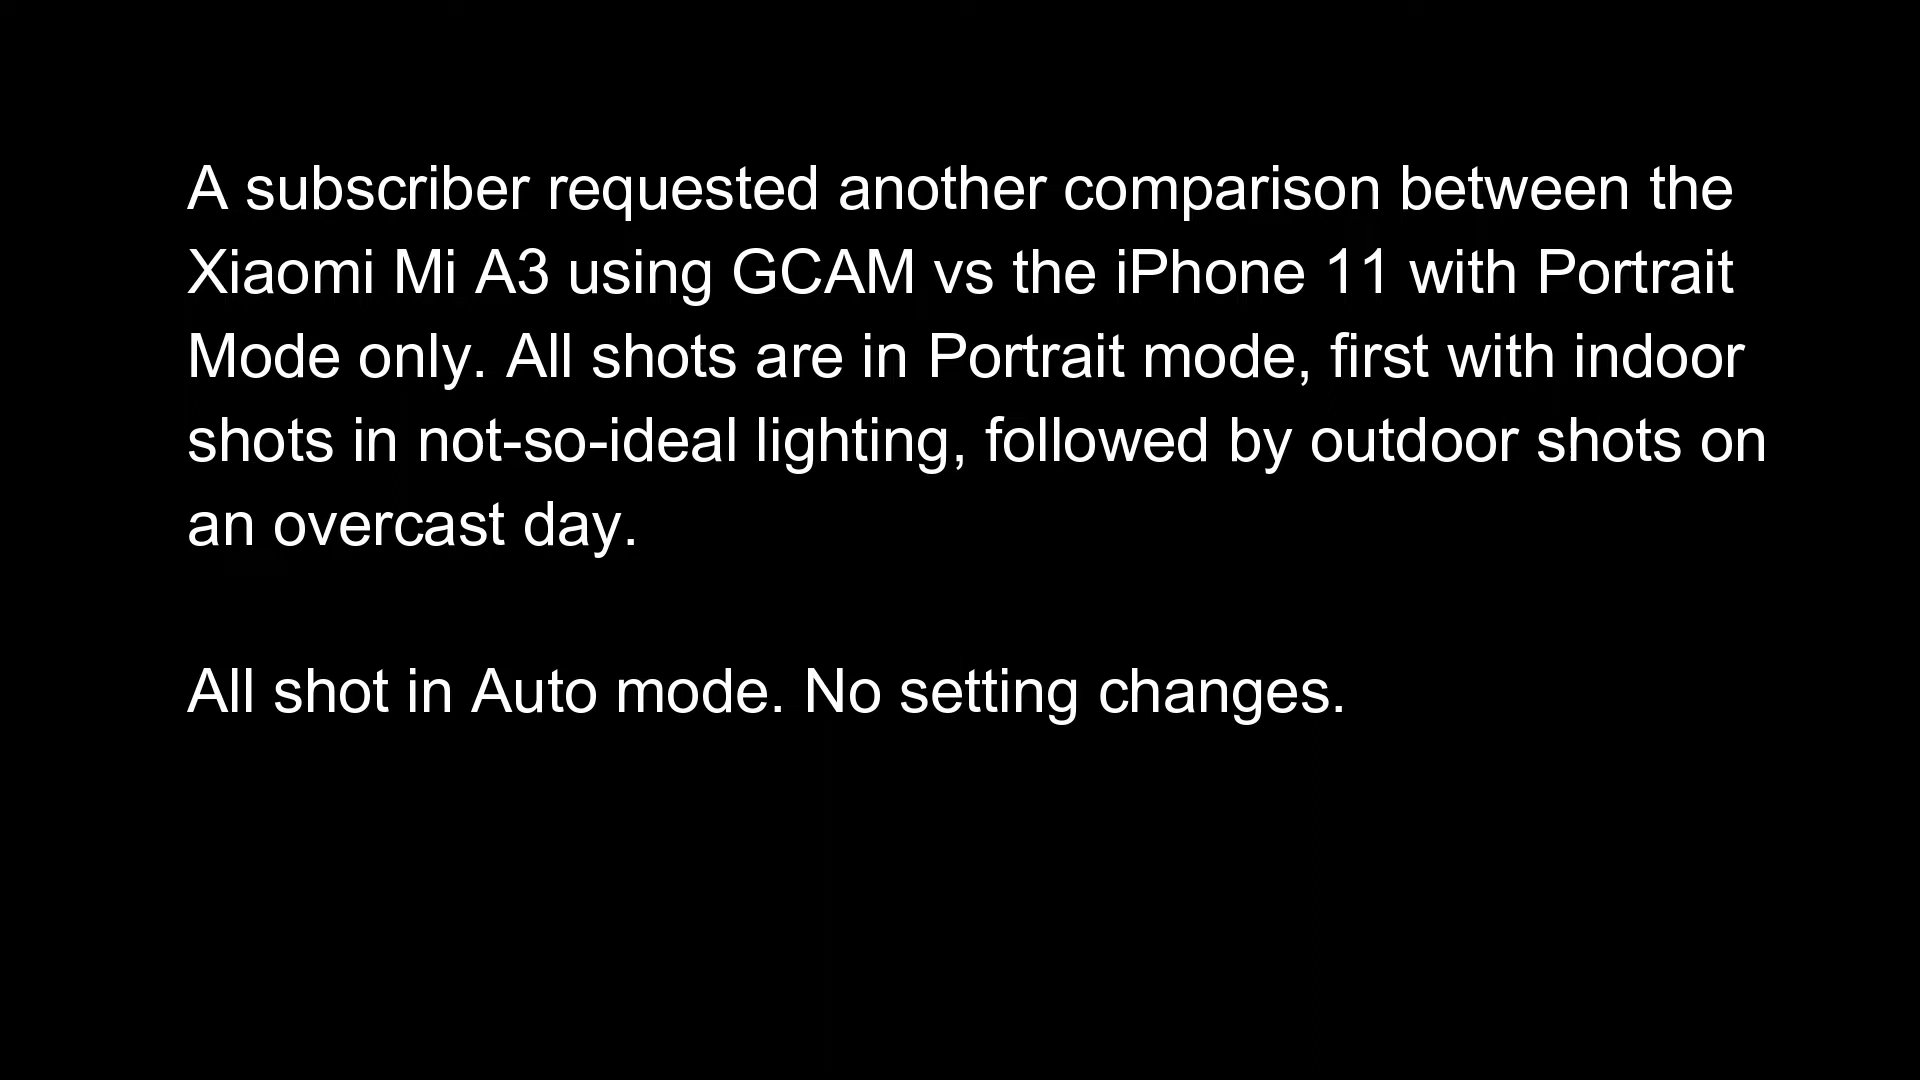 A subscriber requested another comparison between the
Xiaomi Mi A3 using GCAM vs the iPhone 11 with Portrait
Mode only. All shots are in Portrait mode, first with indoor
shots in not-so-ideal lighting, followed by outdoor shots on
an overcast day.
All shot in Auto mode. No setting changes.